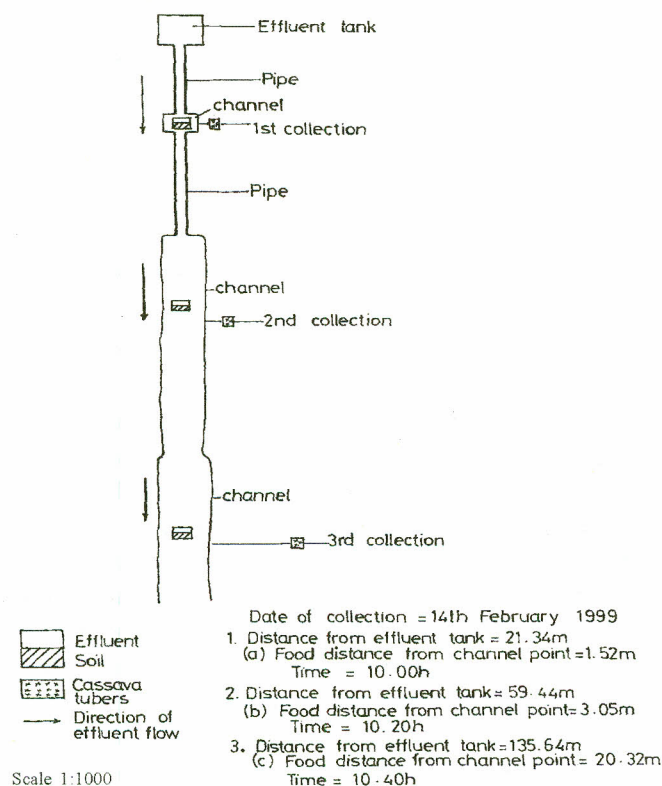 Effluent tank
Pipe
channel
1st collection
Pipe
channel
2nd collection
channel
3rd collection
Effluent
Soil
Cassava
tubers
Direction of
effluent flow
Scale 1:1000
Date of collection = 14th February 1999
1. Distance from effluent tank = 21.34m
(a) Food distance from channel point = 1.52m
Time = 10.00h
2. Distance from effluent tank = 59.44m
(b) Food distance from channel point = 3.05m
Time = 10.20h
3. Distance from effluent tank = 135.64m
(c) Food distance from channel point = 20.32m
Time = 10.40h